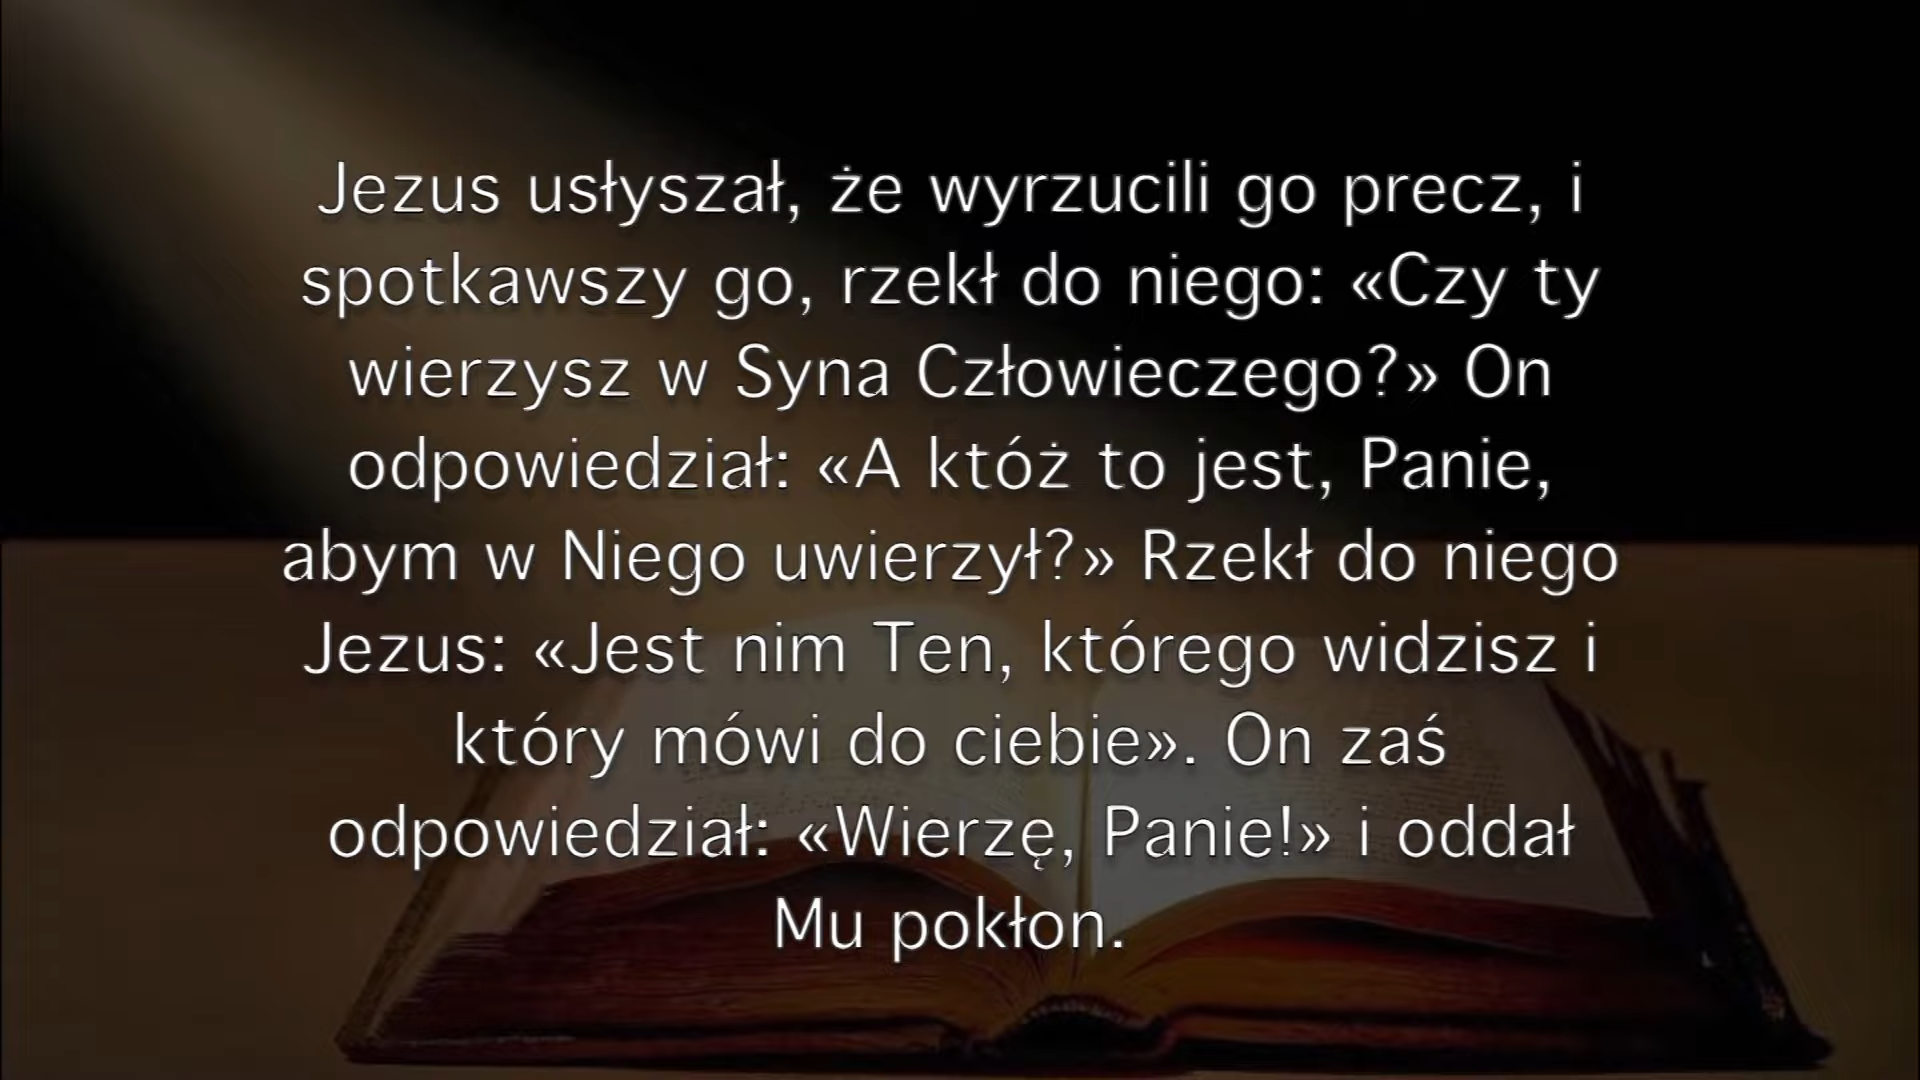 Jezus usłyszał, że wyrzucili go precz, i
spotkawszy go, rzekł do niego: «Czy ty
wierzysz w Syna Człowieczego?» On
odpowiedział: «A któż to jest, Panie,
abym w Niego uwierzył?» Rzekł do niego
Jezus: «Jest nim Ten, którego widzisz i
który mówi do ciebie». On zaś
odpowiedział: «Wierzę, Panie!» i oddał
Mu pokłon.